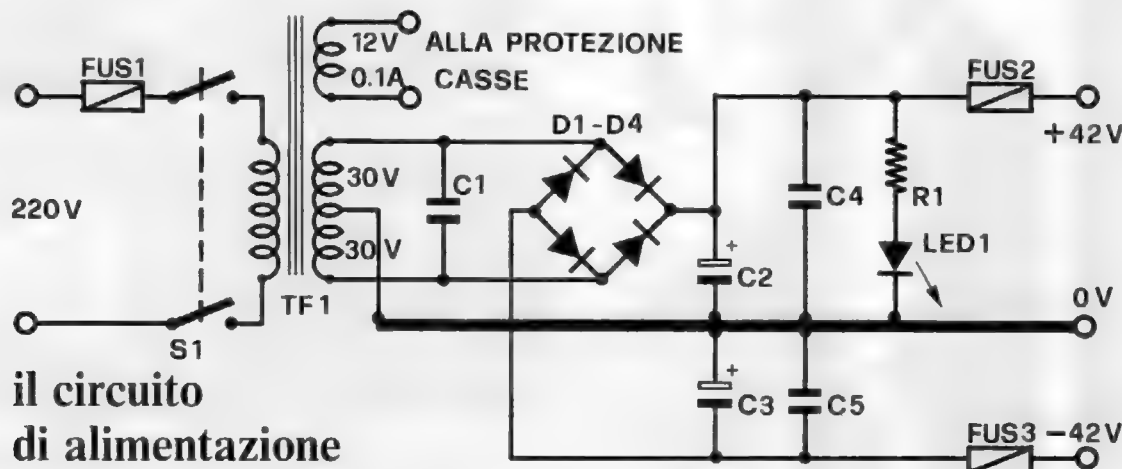 12V ALLA PROTEZIONE
0.1A CASSE
FUS1
FUS2
D1-D4
+42V
30V
C1
C4
R1
220V
LED1
30V
+
C2
0V
TF1
S1
+
C3
C5
il circuito
di alimentazione
FUS3 -42V